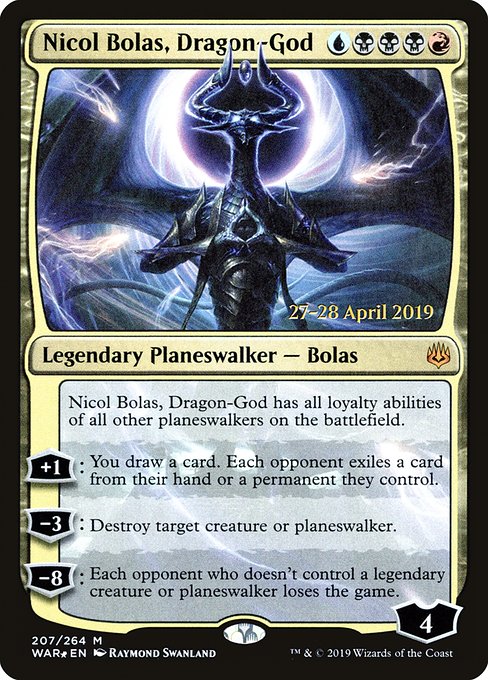 Nicol Bolas, Dragon-God
27-28 April 2019
Legendary Planeswalker — Bolas
Nicol Bolas, Dragon-God has all loyalty abilities
of all other planeswalkers on the battlefield.
+1: You draw a card. Each opponent exiles a card
from their hand or a permanent they control.
−3: Destroy target creature or planeswalker.
−8: Each opponent who doesn't control a legendary
creature or planeswalker loses the game.
4
207/264 M
WAR★EN Raymond Swanland
™ & © 2019 Wizards of the Coast